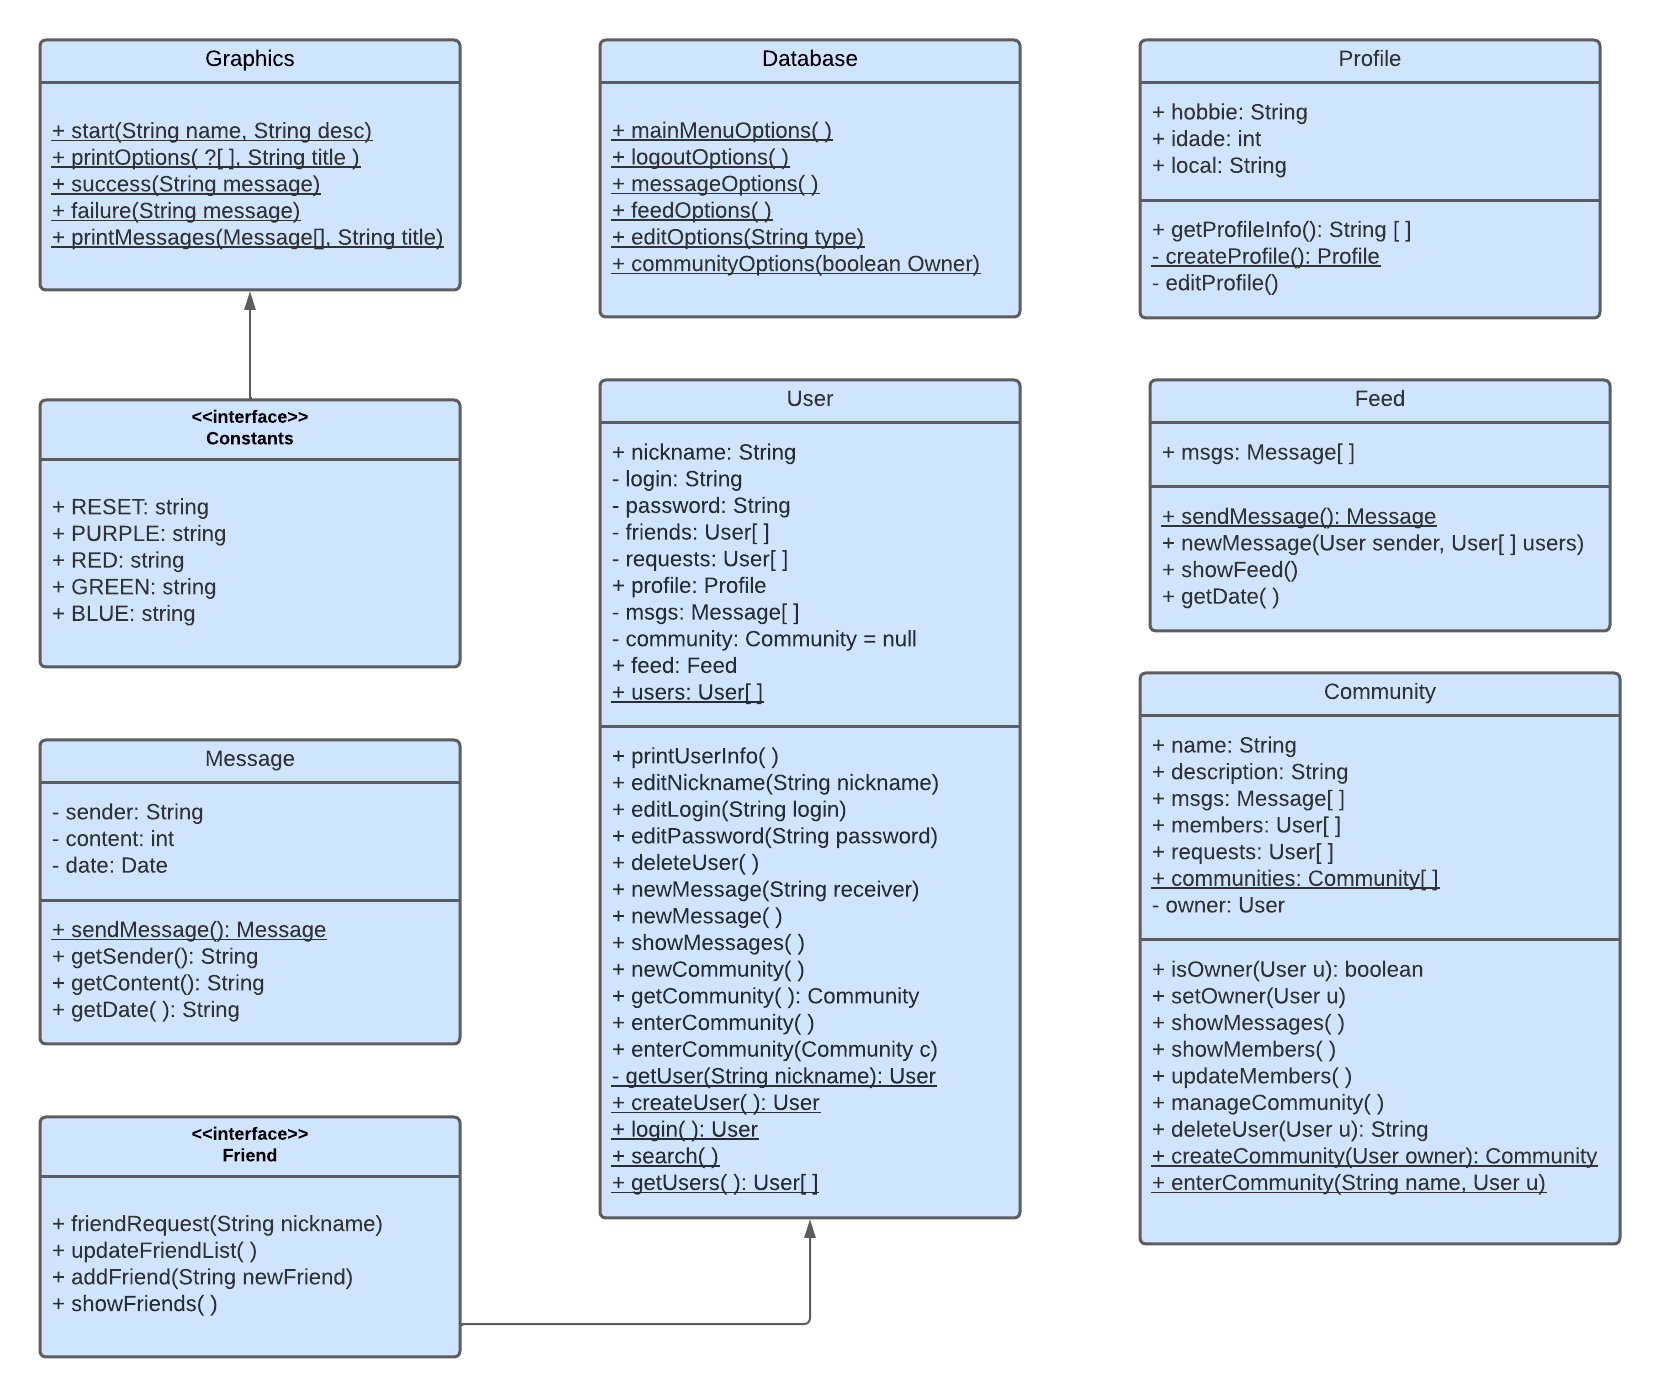 Graphics
+ start(String name, String desc)
+ printOptions( ?[ ], String title )
+ success(String message)
+ failure(String message)
+ printMessages(Message[], String title)
<<interface>>
Constants
+ RESET: string
+ PURPLE: string
+ RED: string
+ GREEN: string
+ BLUE: string
Message
- sender: String
- content: int
- date: Date
+ sendMessage(): Message
+ getSender(): String
+ getContent(): String
+ getDate( ): String
<<interface>>
Friend
+ friendRequest(String nickname)
+ updateFriendList( )
+ addFriend(String newFriend)
+ showFriends( )
Database
+ mainMenuOptions( )
+ logoutOptions( )
+ messageOptions( )
+ feedOptions( )
+ editOptions(String type)
+ communityOptions(boolean Owner)
User
+ nickname: String
- login: String
- password: String
- friends: User[ ]
- requests: User[ ]
+ profile: Profile
- msgs: Message[ ]
- community: Community = null
+ feed: Feed
+ users: User[ ]
+ printUserInfo( )
+ editNickname(String nickname)
+ editLogin(String login)
+ editPassword(String password)
+ deleteUser( )
+ newMessage(String receiver)
+ newMessage( )
+ showMessages( )
+ newCommunity( )
+ getCommunity( ): Community
+ enterCommunity( )
+ enterCommunity(Community c)
- getUser(String nickname): User
+ createUser( ): User
+ login( ): User
+ search( )
+ getUsers( ): User[ ]
Profile
+ hobbie: String
+ idade: int
+ local: String
+ getProfileInfo(): String [ ]
- createProfile(): Profile
- editProfile()
Feed
+ msgs: Message[ ]
+ sendMessage(): Message
+ newMessage(User sender, User[ ] users)
+ showFeed()
+ getDate( )
Community
+ name: String
+ description: String
+ msgs: Message[ ]
+ members: User[ ]
+ requests: User[ ]
+ communities: Community[ ]
- owner: User
+ isOwner(User u): boolean
+ setOwner(User u)
+ showMessages( )
+ showMembers( )
+ updateMembers( )
+ manageCommunity( )
+ deleteUser(User u): String
+ createCommunity(User owner): Community
+ enterCommunity(String name, User u)